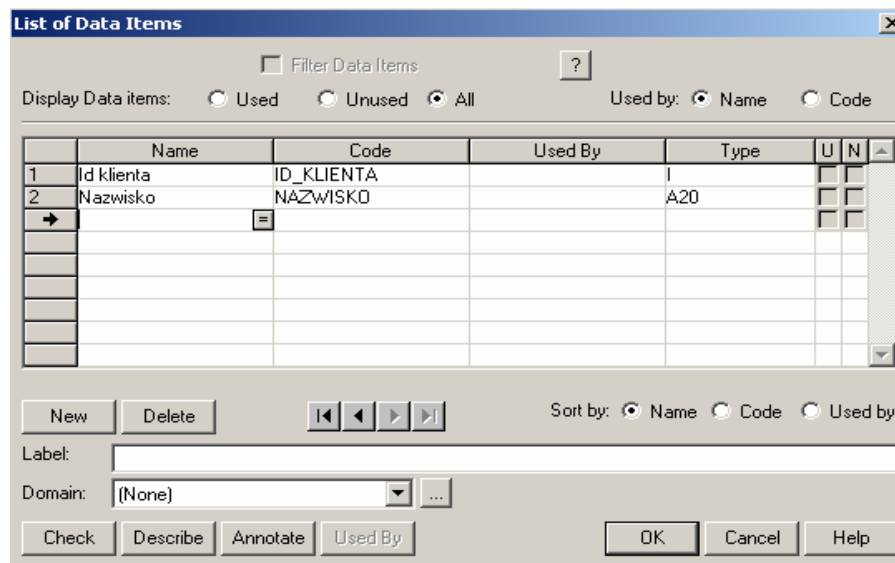 List of Data Items
Filter Data Items ?
Display Data items: Used Unused All Used by: Name Code
Name Code Used By Type U N
1 Id klienta ID_KLIENTA I
2 Nazwisko NAZWISKO A20
=
New Delete Sort by: Name Code Used by
Label:
Domain: (None) ...
Check Describe Annotate Used By OK Cancel Help